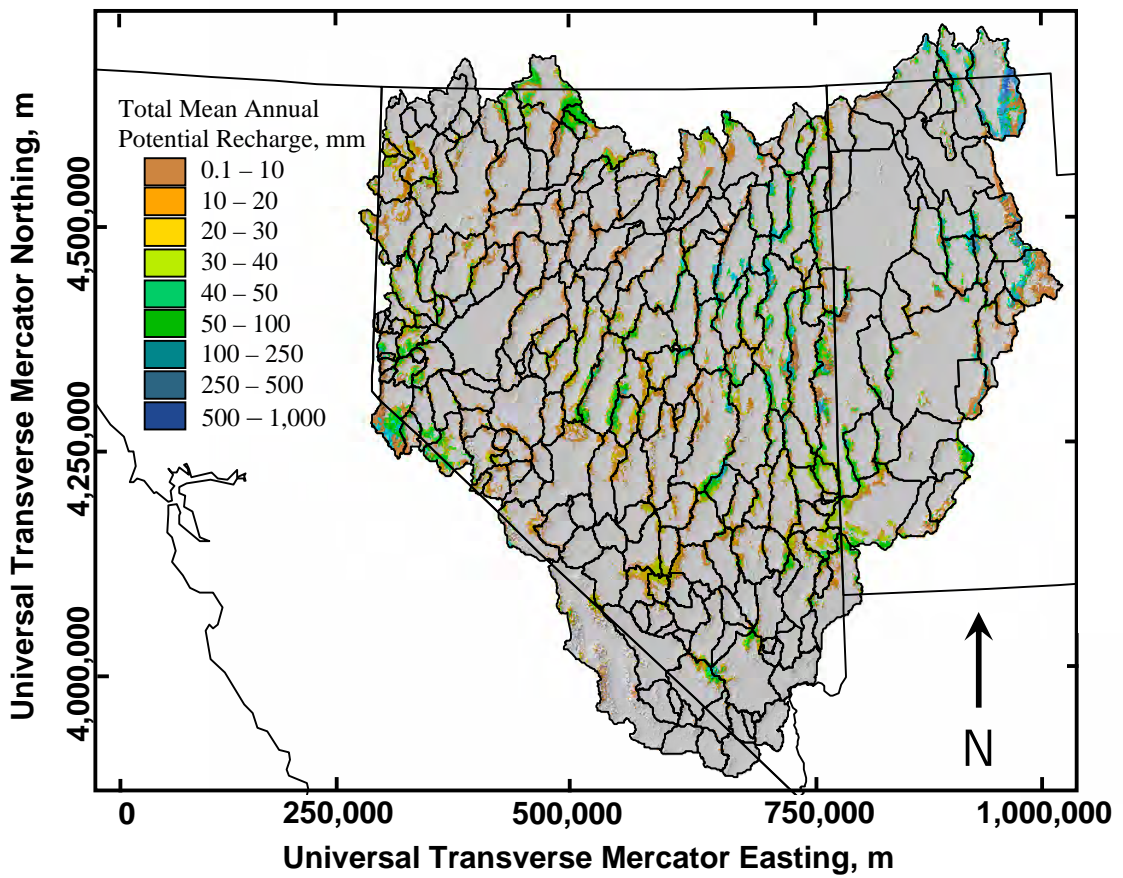 Total Mean Annual
Potential Recharge, mm
0.1 – 10
10 – 20
20 – 30
30 – 40
40 – 50
50 – 100
100 – 250
250 – 500
500 – 1,000
Universal Transverse Mercator Northing, m
4,500,000
4,250,000
4,000,000
N
0
250,000
500,000
750,000
1,000,000
Universal Transverse Mercator Easting, m